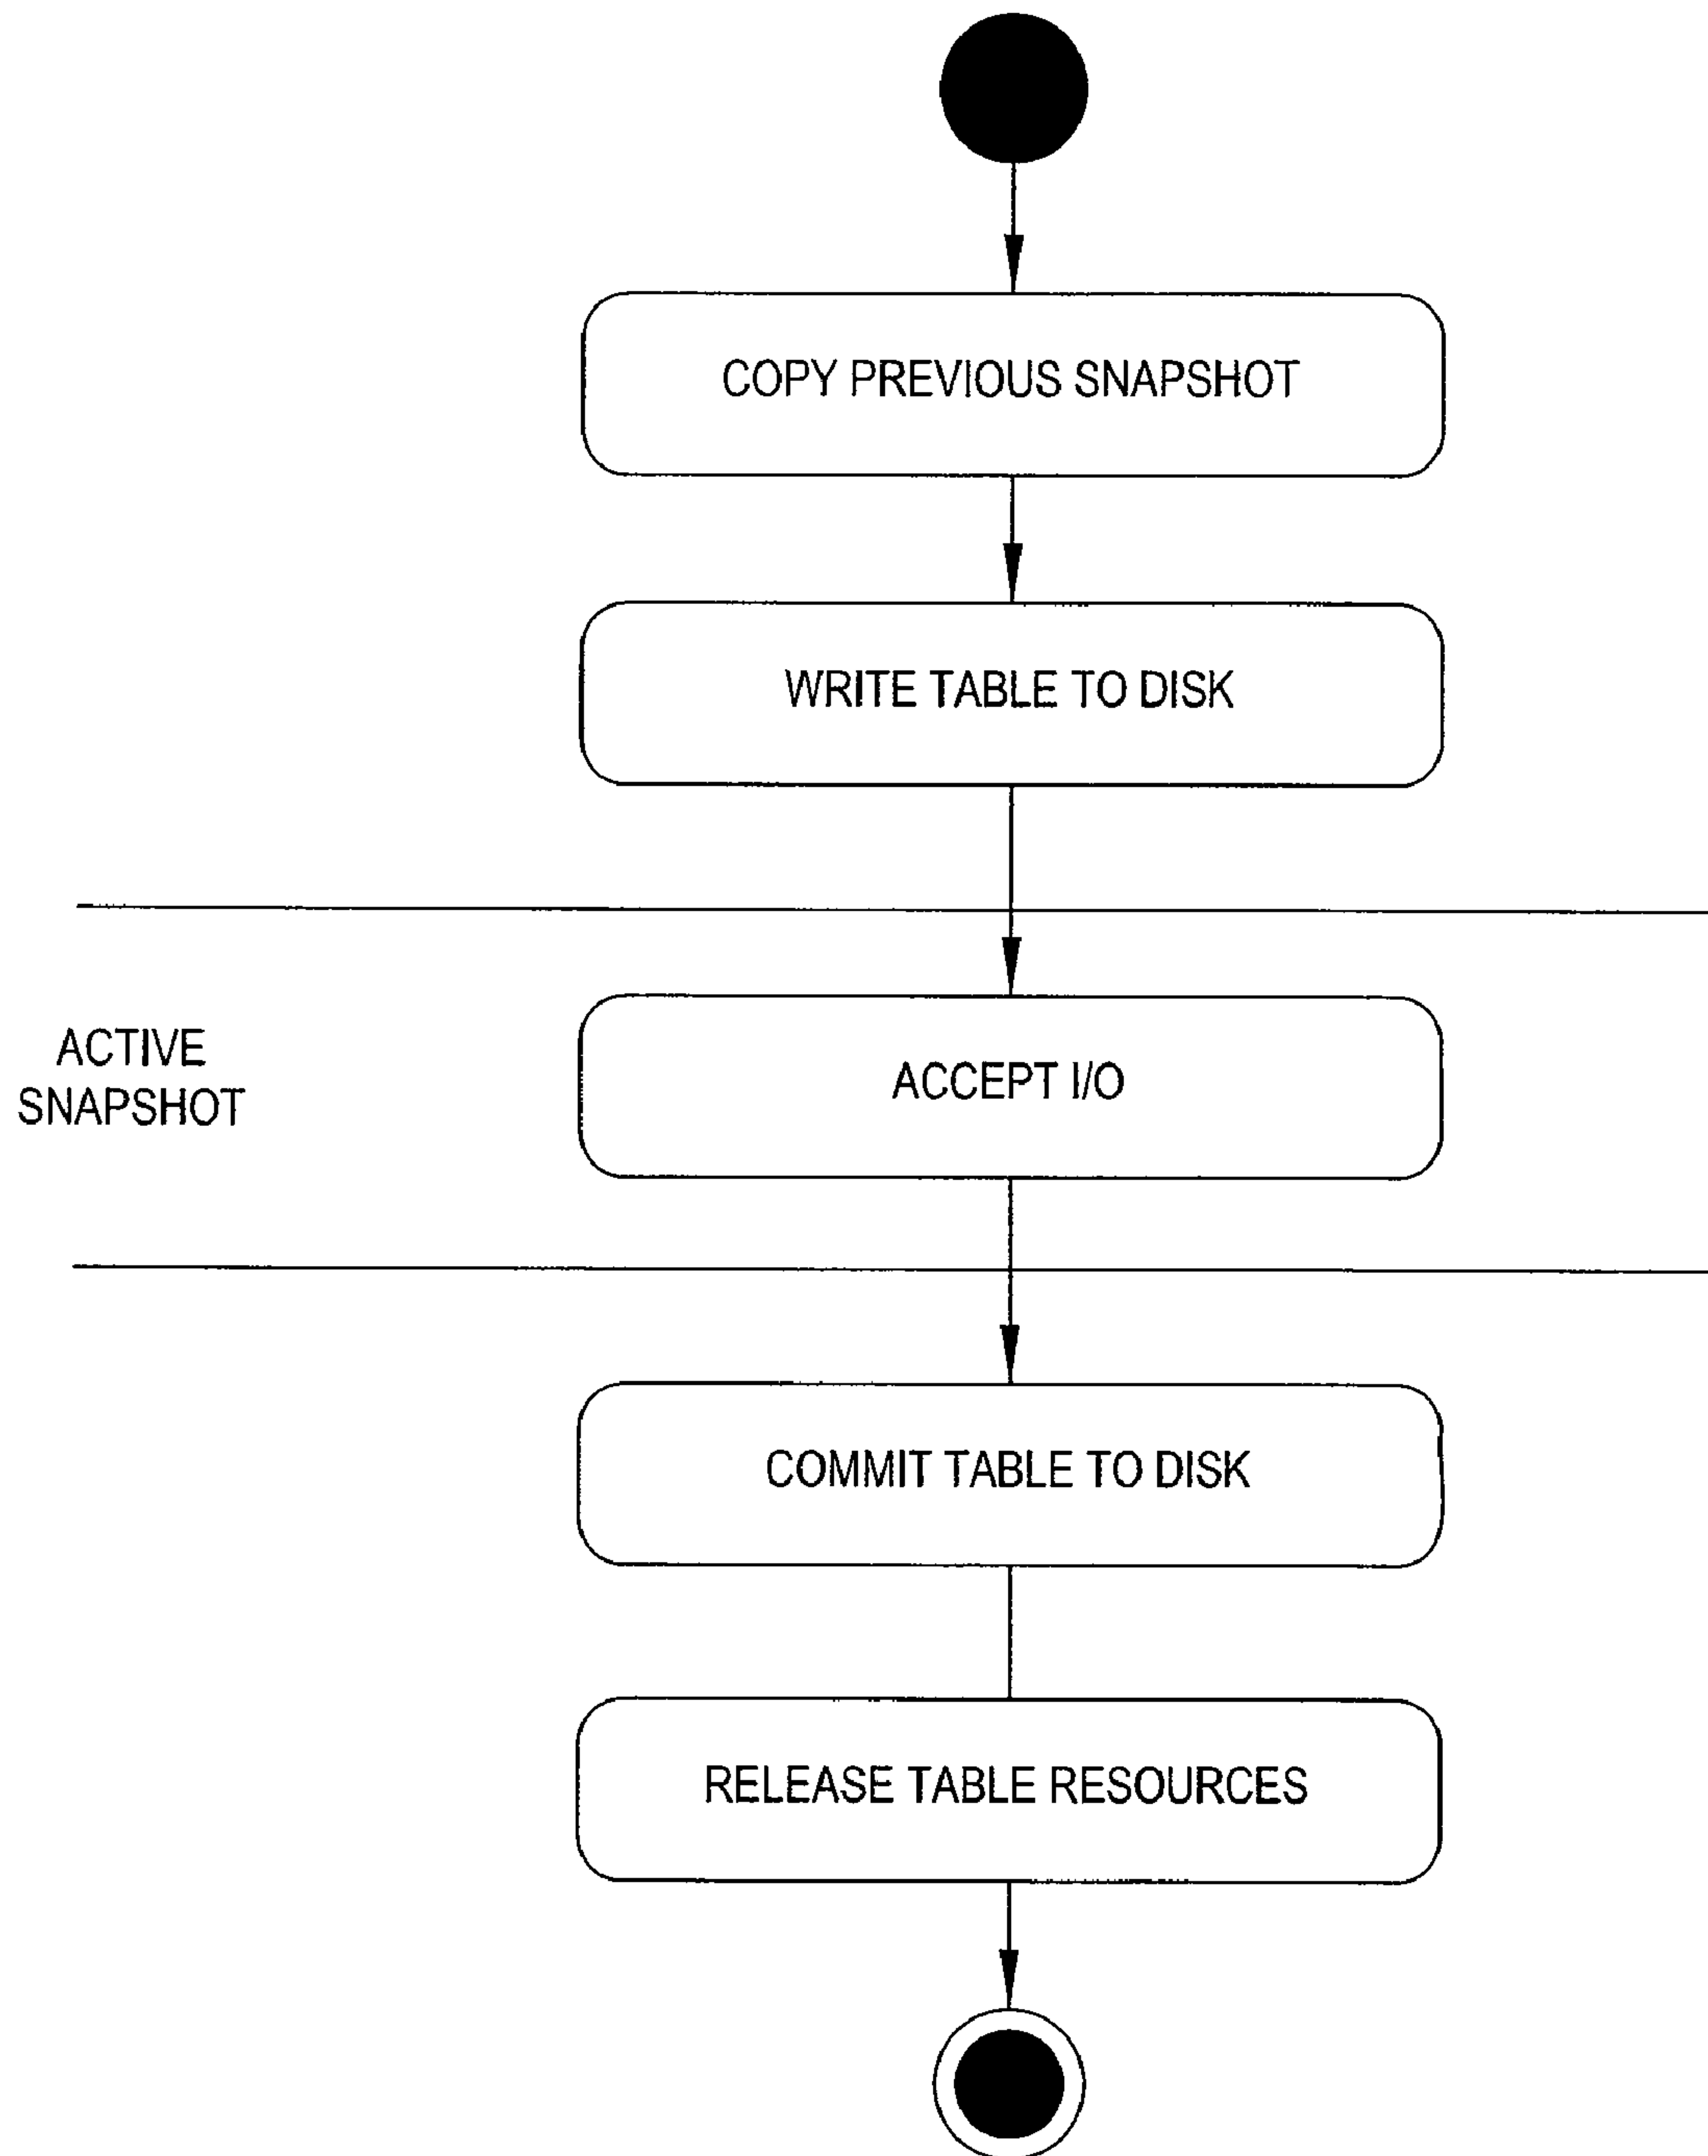 COPY PREVIOUS SNAPSHOT
WRITE TABLE TO DISK
ACTIVE
SNAPSHOT
ACCEPT I/O
COMMIT TABLE TO DISK
RELEASE TABLE RESOURCES